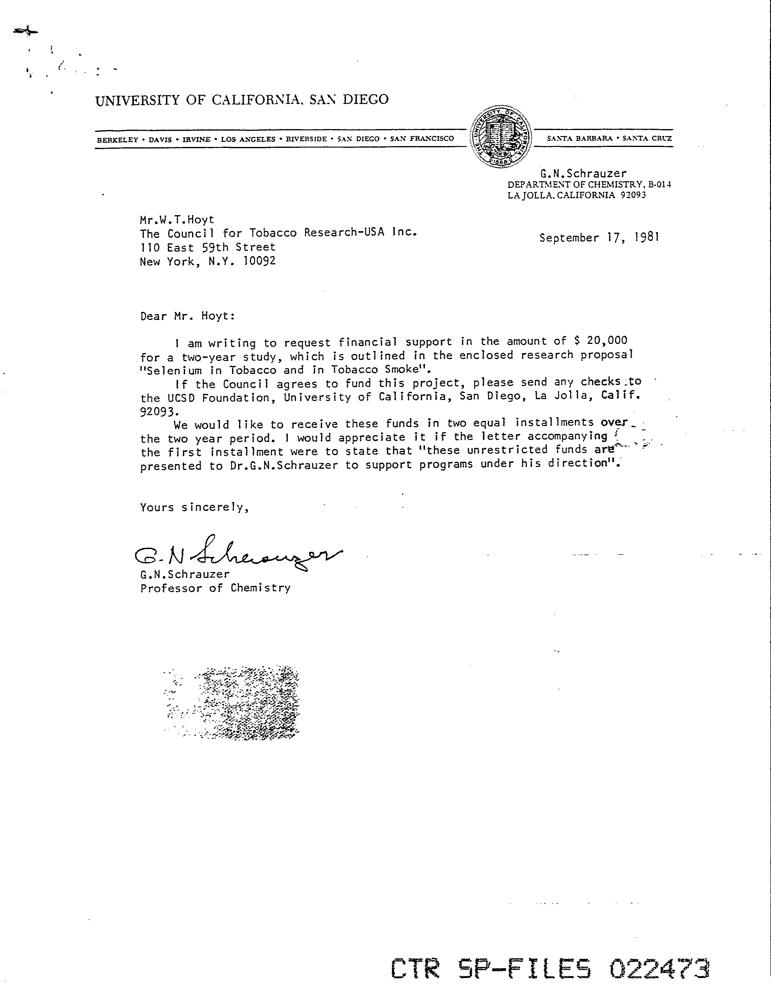 UNIVERSITY OF CALIFORNIA, SAN DIEGO
BERKELEY • DAVIS • IRVINE • LOS ANGELES • RIVERSIDE • SAN DIEGO • SAN FRANCISCO
SANTA BARBARA • SANTA CRUZ
G.N.Schrauzer
DEPARTMENT OF CHEMISTRY, B-014
LA JOLLA, CALIFORNIA 92093
Mr.W.T.Hoyt
The Council for Tobacco Research-USA Inc.
110 East 59th Street
New York, N.Y. 10092
September 17, 1981
Dear Mr. Hoyt:
I am writing to request financial support in the amount of $ 20,000
for a two-year study, which is outlined in the enclosed research proposal
"Selenium in Tobacco and in Tobacco Smoke".
If the Council agrees to fund this project, please send any checks to
the UCSD Foundation, University of California, San Diego, La Jolla, Calif.
92093.
We would like to receive these funds in two equal installments over
the two year period. I would appreciate it if the letter accompanying
the first installment were to state that "these unrestricted funds are
presented to Dr.G.N.Schrauzer to support programs under his direction".
Yours sincerely,
G.N Schrauzer
G.N.Schrauzer
Professor of Chemistry
CTR SP-FILES 022473